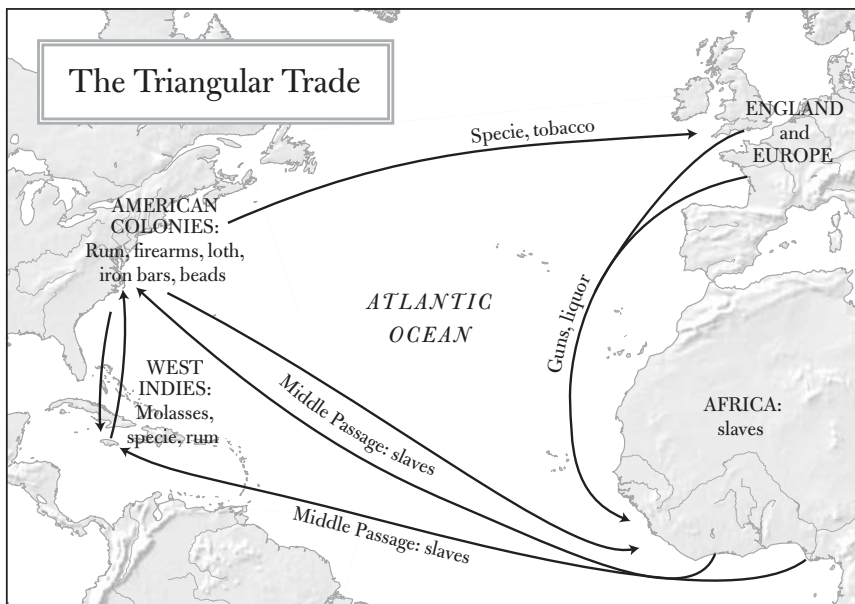 The Triangular Trade
Specie, tobacco
ENGLAND
and
EUROPE
AMERICAN
COLONIES:
Rum, firearms, loth,
iron bars, beads
ATLANTIC
OCEAN
Guns, liquor
WEST
INDIES:
Molasses,
specie, rum
AFRICA:
slaves
Middle Passage: slaves
Middle Passage: slaves